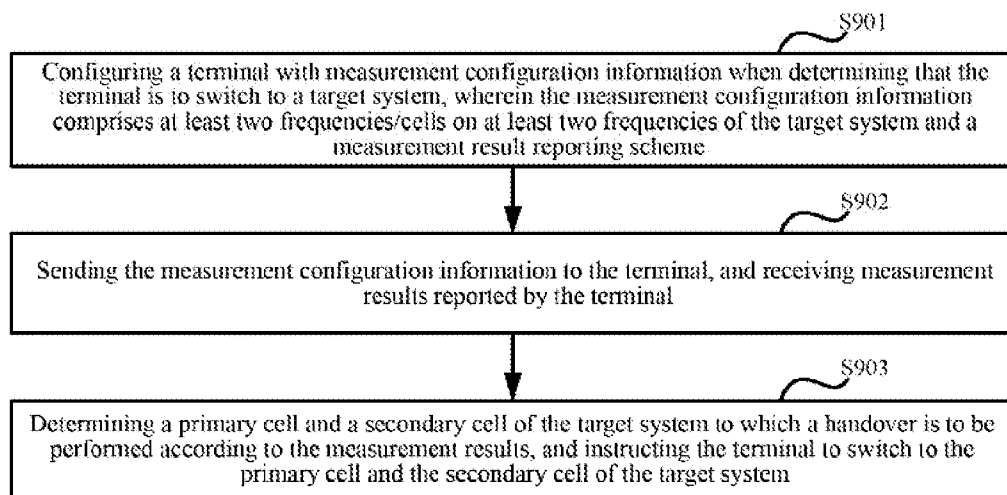 S901
Configuring a terminal with measurement configuration information when determining that the
terminal is to switch to a target system, wherein the measurement configuration information
comprises at least two frequencies/cells on at least two frequencies of the target system and a
measurement result reporting scheme
S902
Sending the measurement configuration information to the terminal, and receiving measurement
results reported by the terminal
S903
Determining a primary cell and a secondary cell of the target system to which a handover is to be
performed according to the measurement results, and instructing the terminal to switch to the
primary cell and the secondary cell of the target system